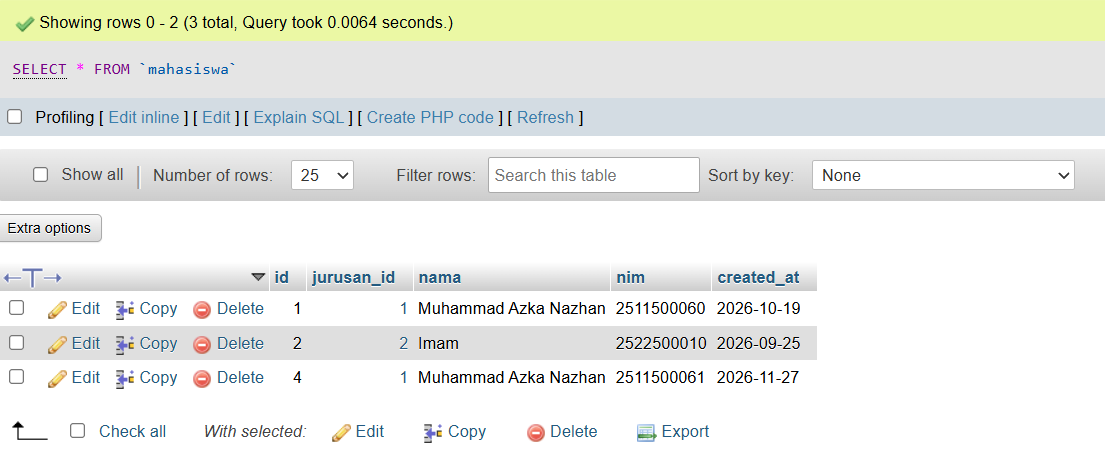 Showing rows 0 - 2 (3 total, Query took 0.0064 seconds.)
SELECT * FROM `mahasiswa`
Profiling [ Edit inline ] [ Edit ] [ Explain SQL ] [ Create PHP code ] [ Refresh ]
Show all Number of rows: 25 Filter rows: Search this table Sort by key: None
Extra options
id jurusan_id nama nim created_at
Edit Copy Delete 1 1 Muhammad Azka Nazhan 2511500060 2026-10-19
Edit Copy Delete 2 2 Imam 2522500010 2026-09-25
Edit Copy Delete 4 1 Muhammad Azka Nazhan 2511500061 2026-11-27
Check all With selected: Edit Copy Delete Export